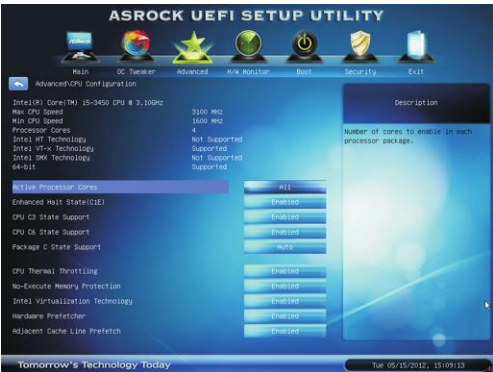 ASROCK UEFI SETUP UTILITY
Main OC Tweaker Advanced H/W Monitor Boot Security Exit
Advanced\CPU Configuration
Description
Intel(R) Core(TM) i5-3450 CPU @ 3.10GHz
Max CPU Speed 3100 MHz
Min CPU Speed 1600 MHz
Processor Cores 4
Intel HT Technology Not Supported
Intel VT-x Technology Supported
Intel SMX Technology Not Supported
64-bit Supported
Number of cores to enable in each
processor package.
Active Processor Cores All
Enhanced Halt State(C1E) Enabled
CPU C3 State Support Enabled
CPU C6 State Support Enabled
Package C State Support Auto
CPU Thermal Throttling Enabled
No-Execute Memory Protection Enabled
Intel Virtualization Technology Enabled
Hardware Prefetcher Enabled
Adjacent Cache Line Prefetch Enabled
Tomorrow's Technology Today
Tue 05/15/2012, 15:09:13